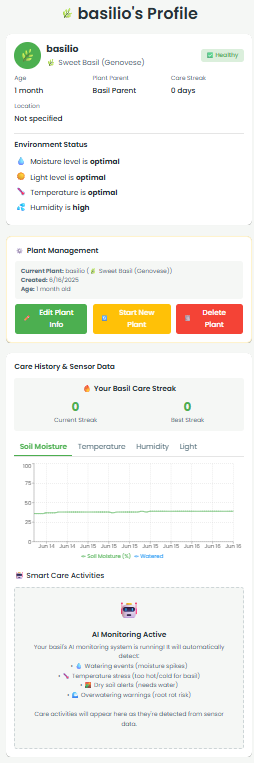 basilio's Profile
basilio
Sweet Basil (Genovese)
Healthy
Age
Plant Parent
Care Streak
1 month
Basil Parent
0 days
Location
Not specified
Environment Status
Moisture level is optimal
Light level is optimal
Temperature is optimal
Humidity is high
Plant Management
Current Plant: basilio (Sweet Basil (Genovese))
Created: 6/16/2025
Age: 1 month old
Edit Plant
Info
Start New
Plant
Delete
Plant
Care History & Sensor Data
Your Basil Care Streak
0
0
Current Streak
Best Streak
Soil Moisture
Temperature
Humidity
Light
100
75
50
25
0
Jun 14 Jun 14 Jun 15 Jun 15 Jun 15 Jun 15 Jun 15 Jun 16 Jun 16
Soil Moisture (%) Watered
Smart Care Activities
AI Monitoring Active
Your basil's AI monitoring system is running! It will automatically
detect:
• Watering events (moisture spikes)
• Temperature stress (too hot/cold for basil)
• Dry soil alerts (needs water)
• Overwatering warnings (root rot risk)
Care activities will appear here as they're detected from sensor
data.